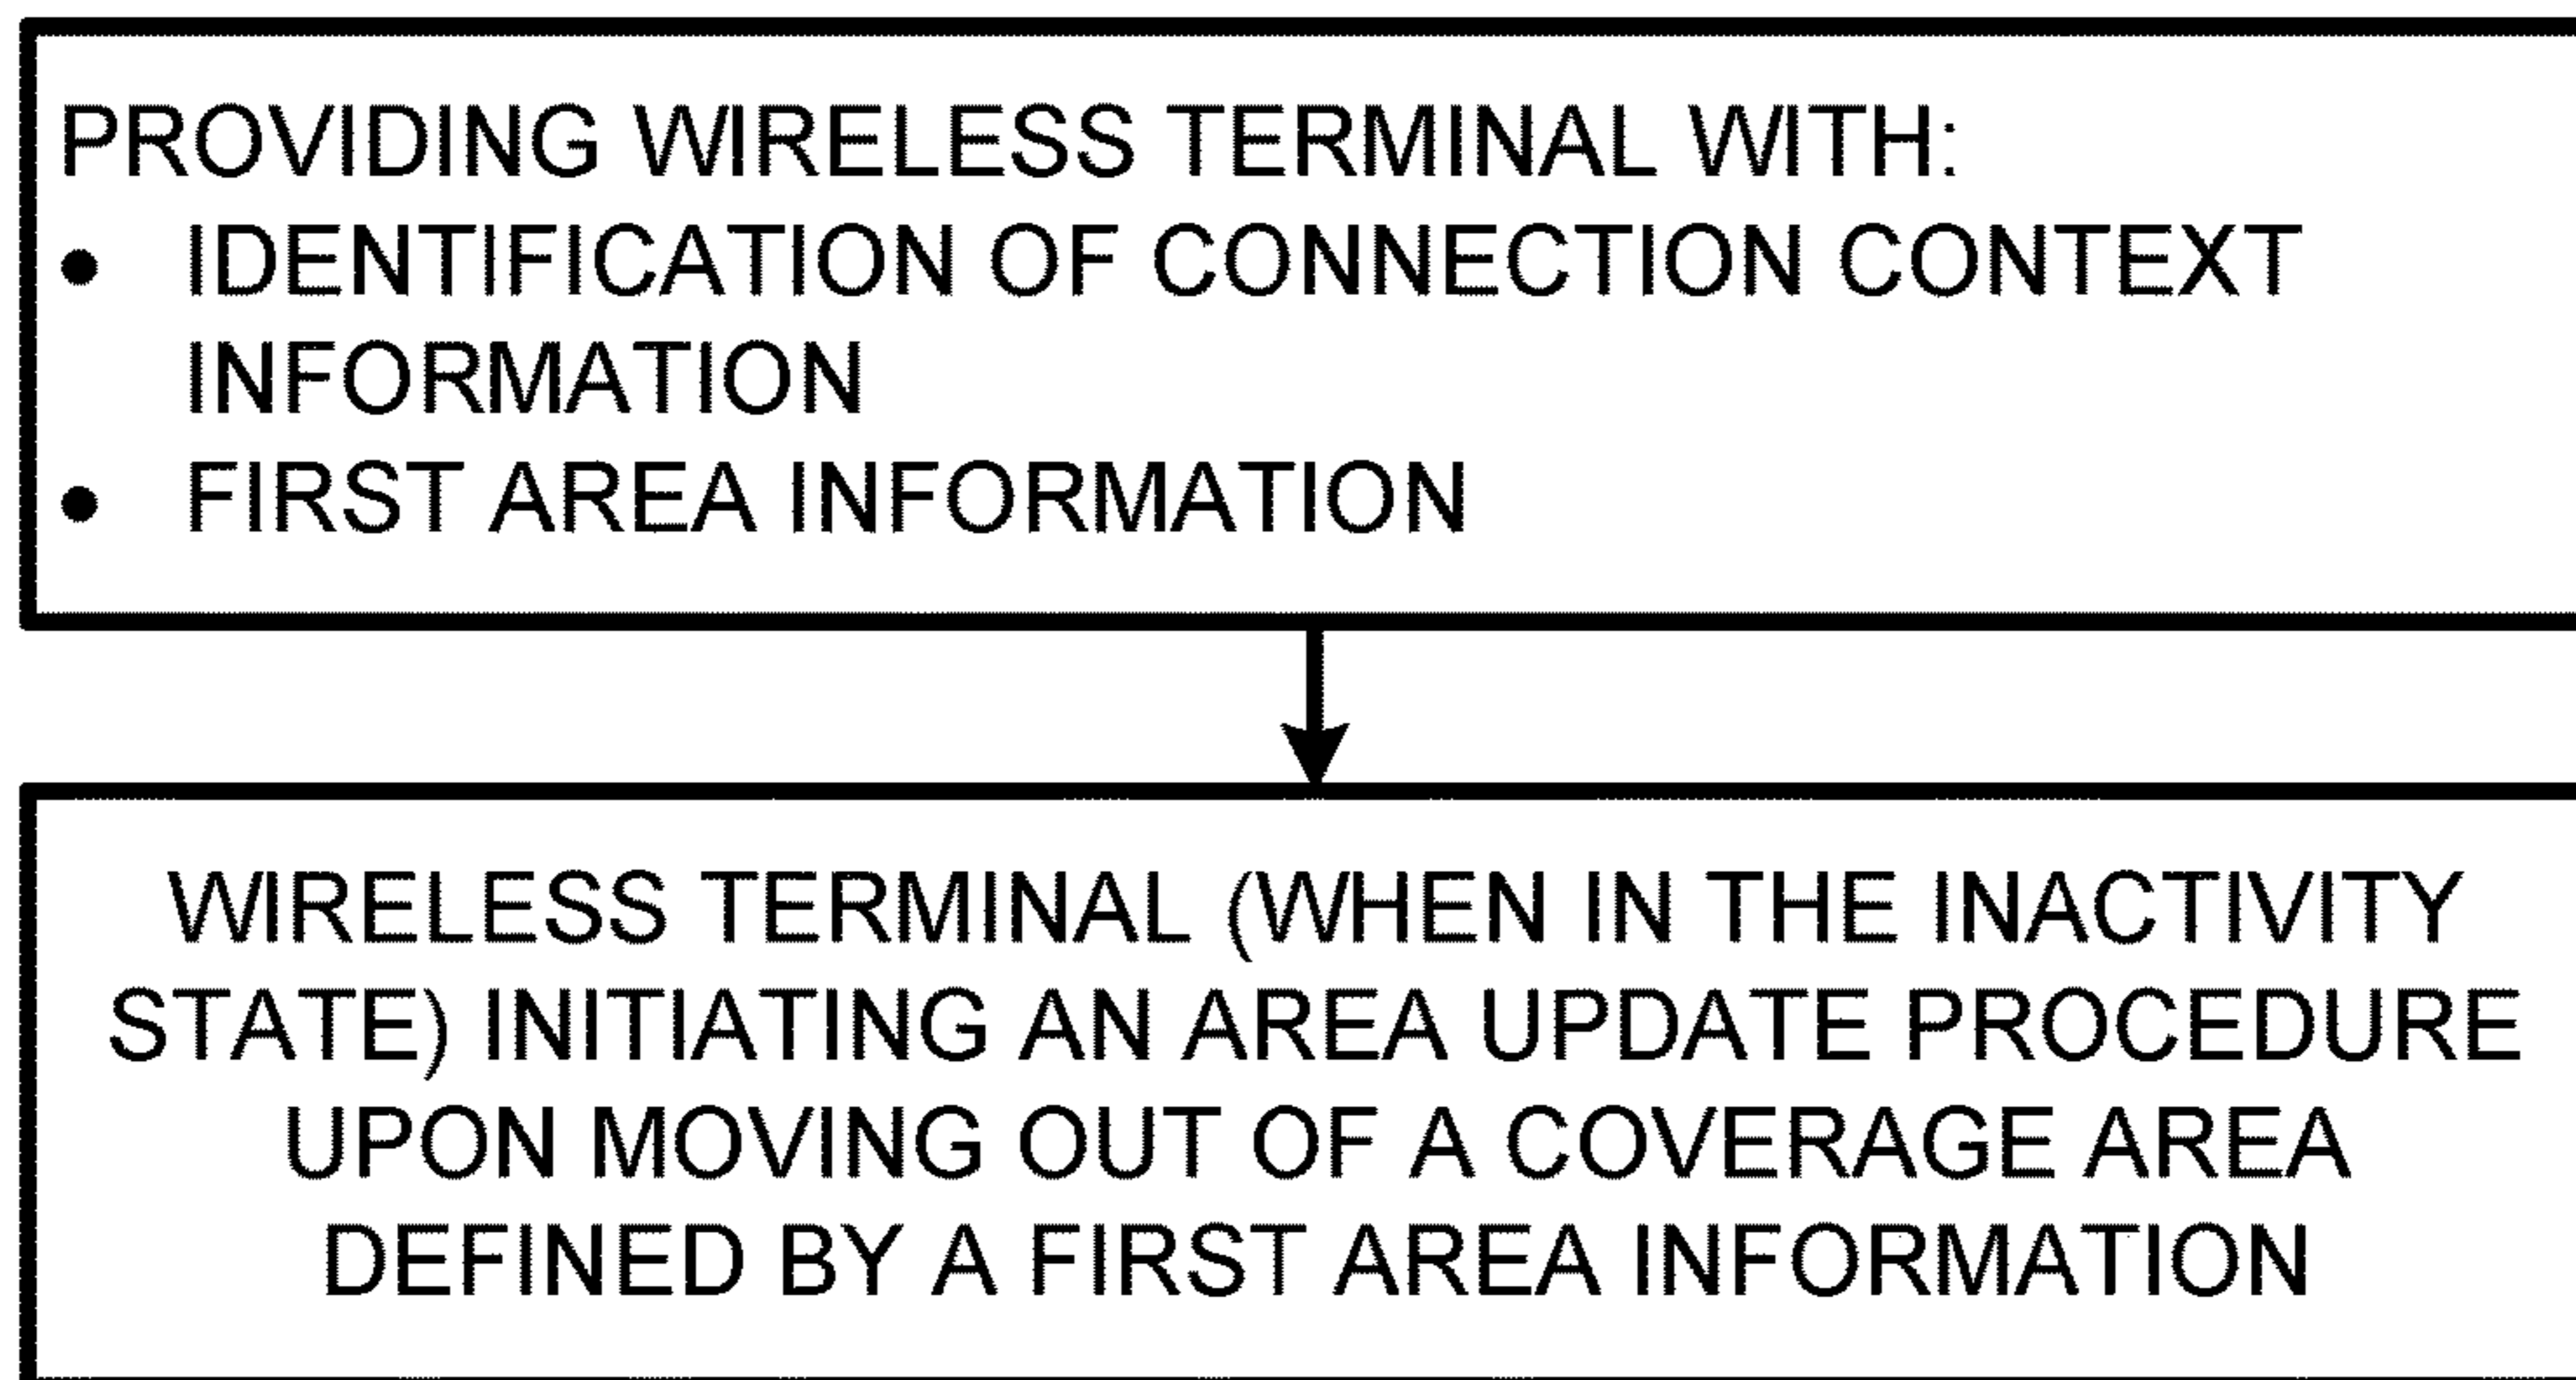 PROVIDING WIRELESS TERMINAL WITH:
• IDENTIFICATION OF CONNECTION CONTEXT
INFORMATION
• FIRST AREA INFORMATION
WIRELESS TERMINAL (WHEN IN THE INACTIVITY
STATE) INITIATING AN AREA UPDATE PROCEDURE
UPON MOVING OUT OF A COVERAGE AREA
DEFINED BY A FIRST AREA INFORMATION